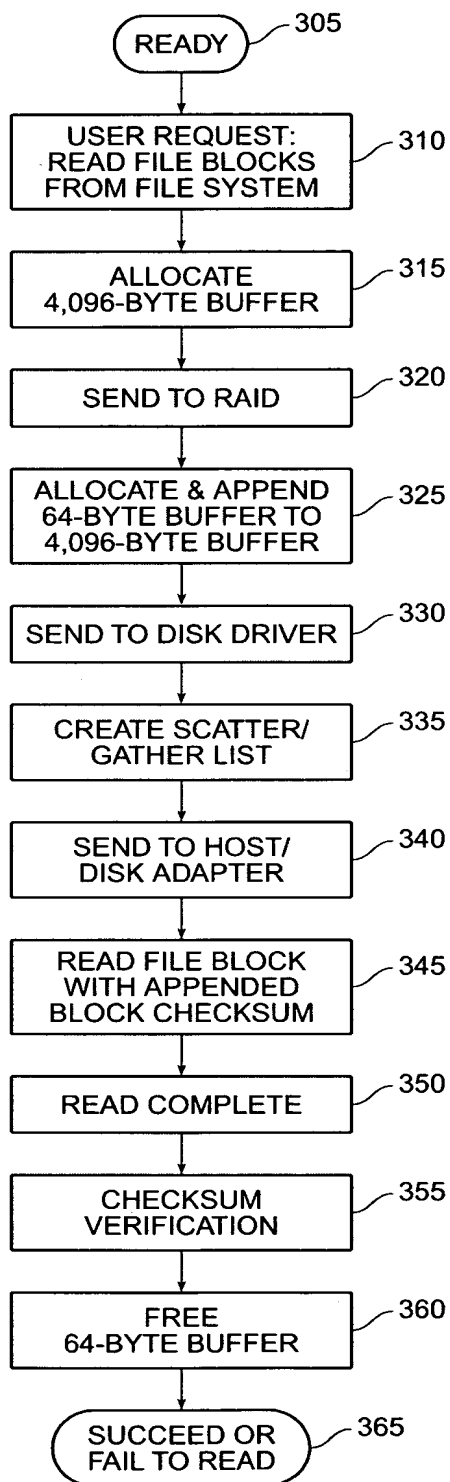 READY
305
USER REQUEST:
READ FILE BLOCKS
FROM FILE SYSTEM
310
ALLOCATE
4,096-BYTE BUFFER
315
SEND TO RAID
320
ALLOCATE & APPEND
64-BYTE BUFFER TO
4,096-BYTE BUFFER
325
SEND TO DISK DRIVER
330
CREATE SCATTER/
GATHER LIST
335
SEND TO HOST/
DISK ADAPTER
340
READ FILE BLOCK
WITH APPENDED
BLOCK CHECKSUM
345
READ COMPLETE
350
CHECKSUM
VERIFICATION
355
FREE
64-BYTE BUFFER
360
SUCCEED OR
FAIL TO READ
365